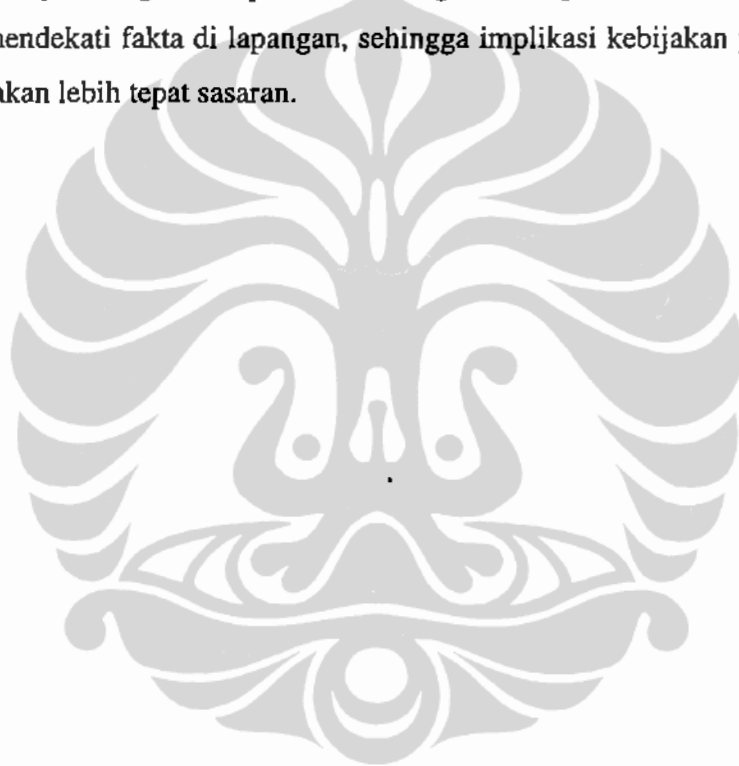 mendekati fakta di lapangan, sehingga implikasi kebijakan
akan lebih tepat sasaran.